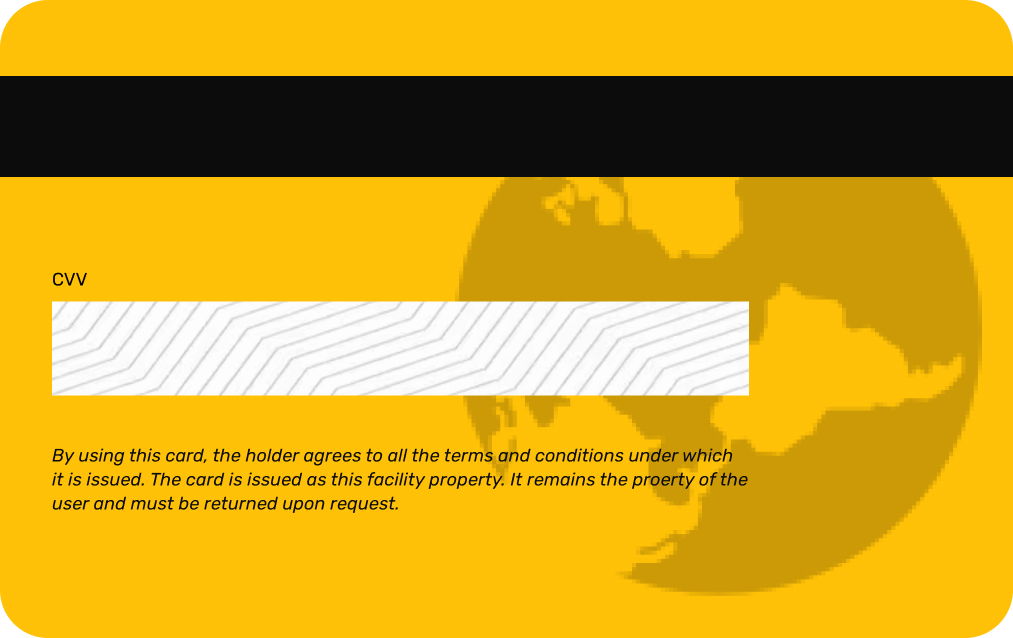 CVV
By using this card, the holder agrees to all the terms and conditions under which
it is issued. The card is issued as this facility property. It remains the proerty of the
user and must be returned upon request.